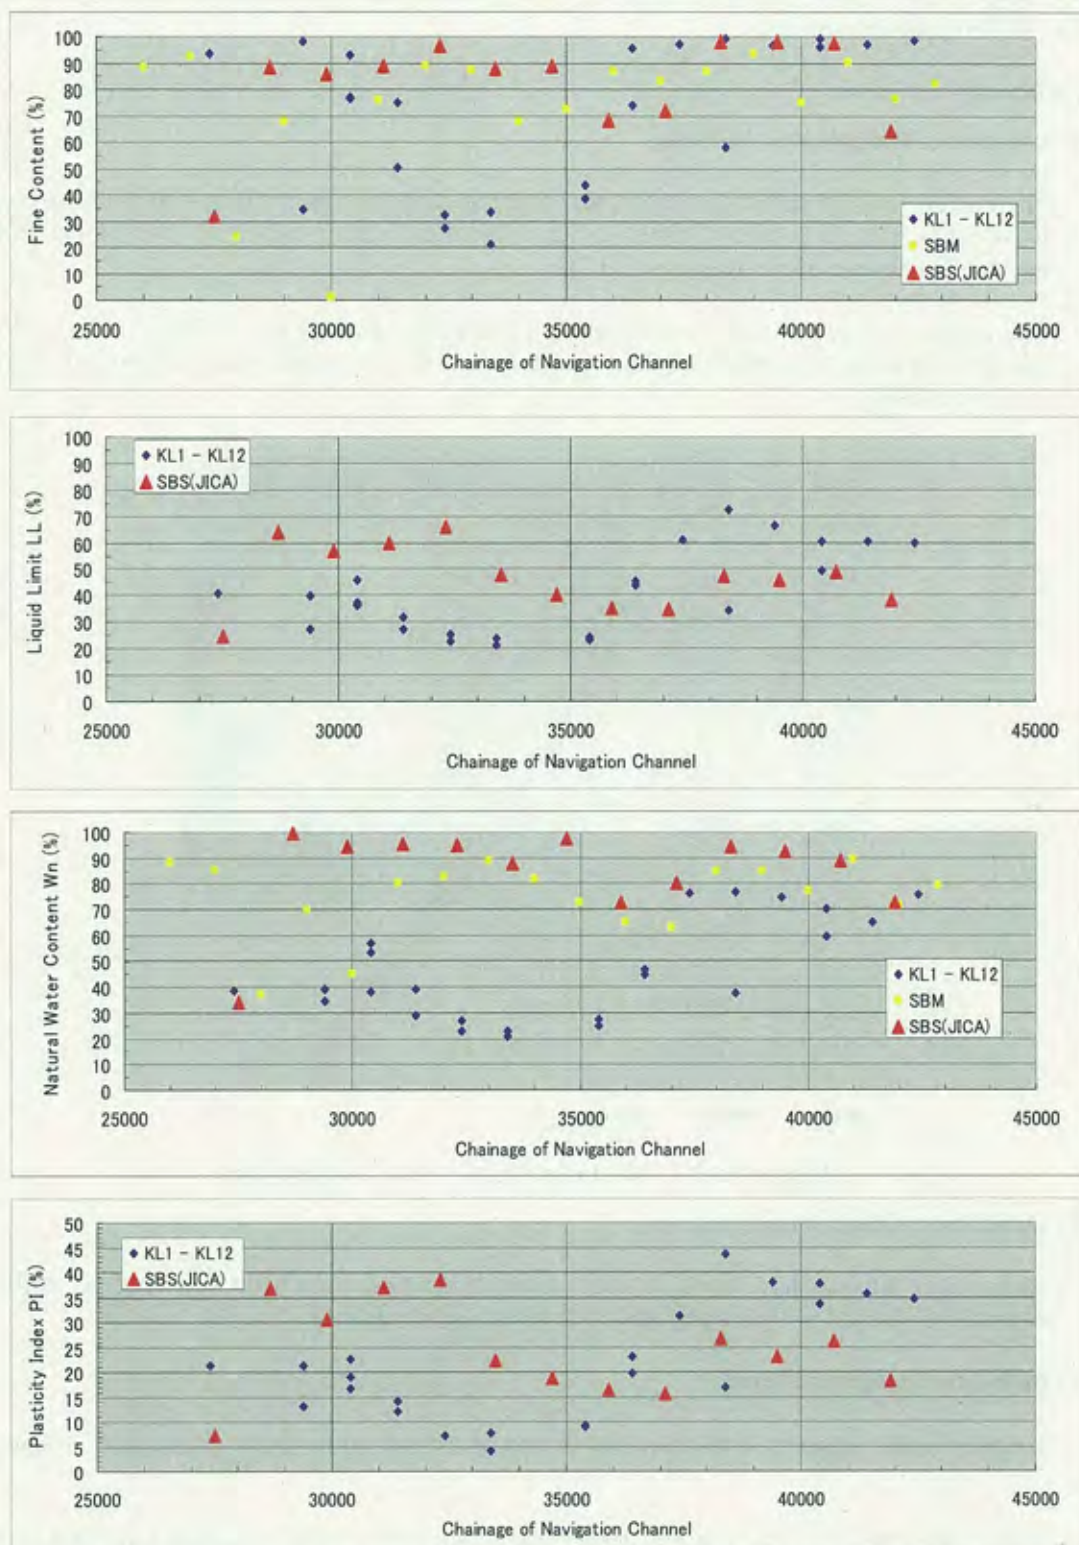 100
90
80
70
60
50
40
30
20
10
0
Fine Content (%)
KL1 - KL12
SBM
SBS(JICA)
25000 30000 35000 40000 45000
Chainage of Navigation Channel
100
90
80
70
60
50
40
30
20
10
0
Liquid Limit LL (%)
KL1 - KL12
SBS(JICA)
25000 30000 35000 40000 45000
Chainage of Navigation Channel
100
90
80
70
60
50
40
30
20
10
0
Natural Water Content Wn (%)
KL1 - KL12
SBM
SBS(JICA)
25000 30000 35000 40000 45000
Chainage of Navigation Channel
50
45
40
35
30
25
20
15
10
5
0
Plasticity Index PI (%)
KL1 - KL12
SBS(JICA)
25000 30000 35000 40000 45000
Chainage of Navigation Channel